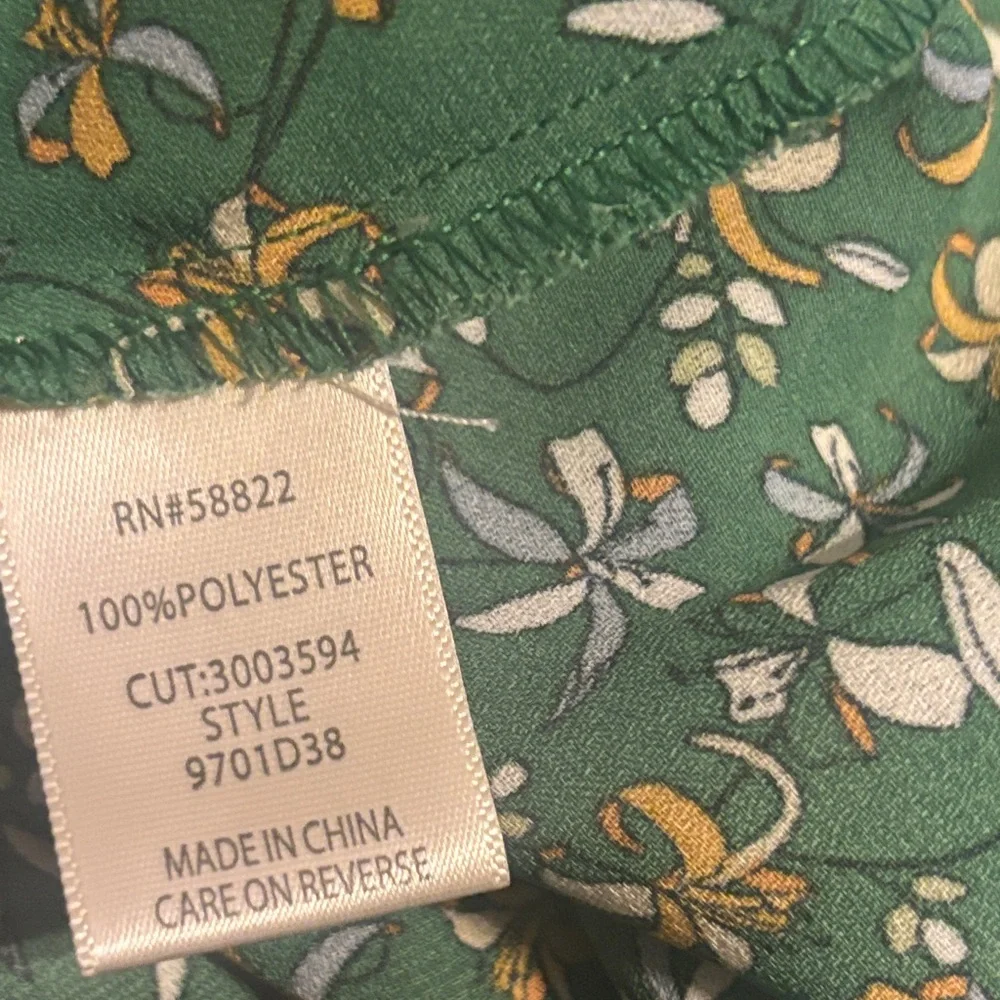 RN#58822
100%POLYESTER
CUT:3003594
STYLE
9701D38
MADE IN CHINA
CARE ON REVERSE